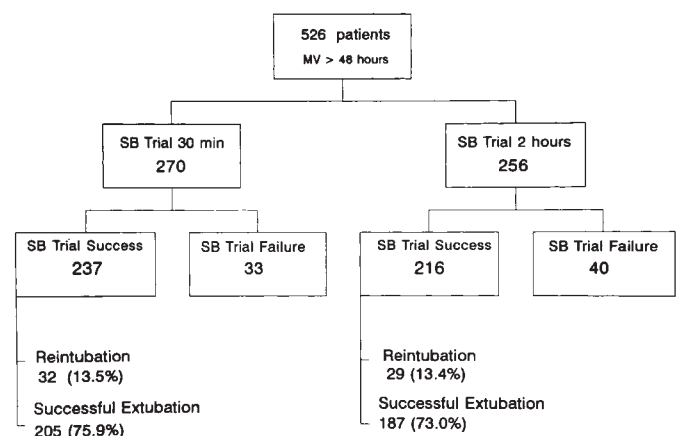 526 patients
MV > 48 hours
SB Trial 30 min
270
SB Trial 2 hours
256
SB Trial Success
237
SB Trial Failure
33
SB Trial Success
216
SB Trial Failure
40
Reintubation
32 (13.5%)
Successful Extubation
205 (75.9%)
Reintubation
29 (13.4%)
Successful Extubation
187 (73.0%)